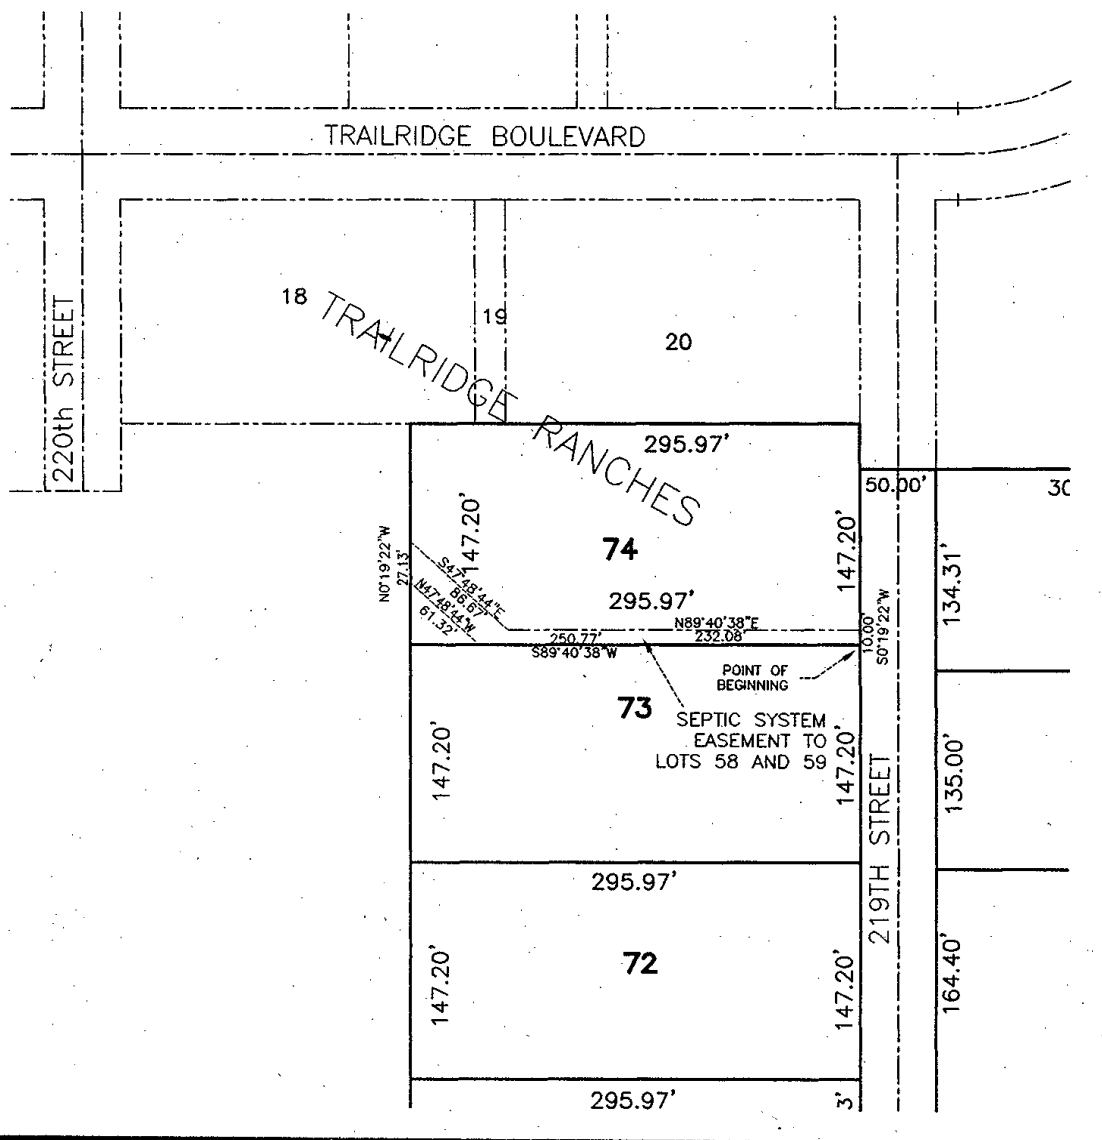 TRAILRIDGE BOULEVARD
220th STREET
18
19
20
TRAILRIDGE RANCHES
295.97'
50.00'
30
147.20'
74
147.20'
134.31'
N0°19'22"W
27.13'
S47°48'44"E
86.67'
N47°48'44"W
61.32'
295.97'
N89°40'38"E
232.08'
250.77'
S89°40'38"W
10.00'
S0°19'22"W
POINT OF
BEGINNING
73
SEPTIC SYSTEM
EASEMENT TO
LOTS 58 AND 59
147.20'
147.20'
135.00'
219TH STREET
295.97'
72
147.20'
147.20'
164.40'
295.97'
3'